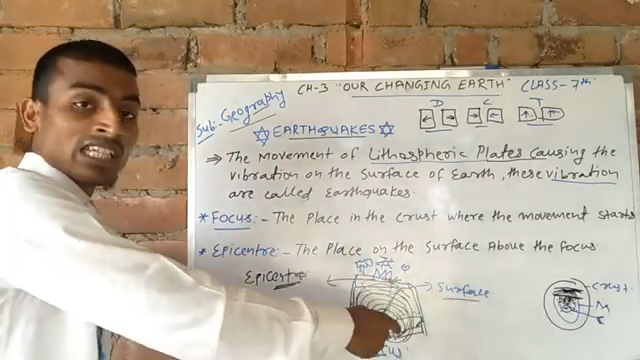 CH-3 "OUR CHANGING EARTH" CLASS-7th
Sub: Geography
D C T
EARTHQUAKES
⇒ The Movement of Lithospheric Plates causing the
vibration on the Surface of Earth, these vibration
are called Earthquakes.
* Focus:- The Place in the Crust where the movement starts
* Epicentre:- The Place on the Surface Above the Focus.
Epicentre
Surface
Crust
M
C